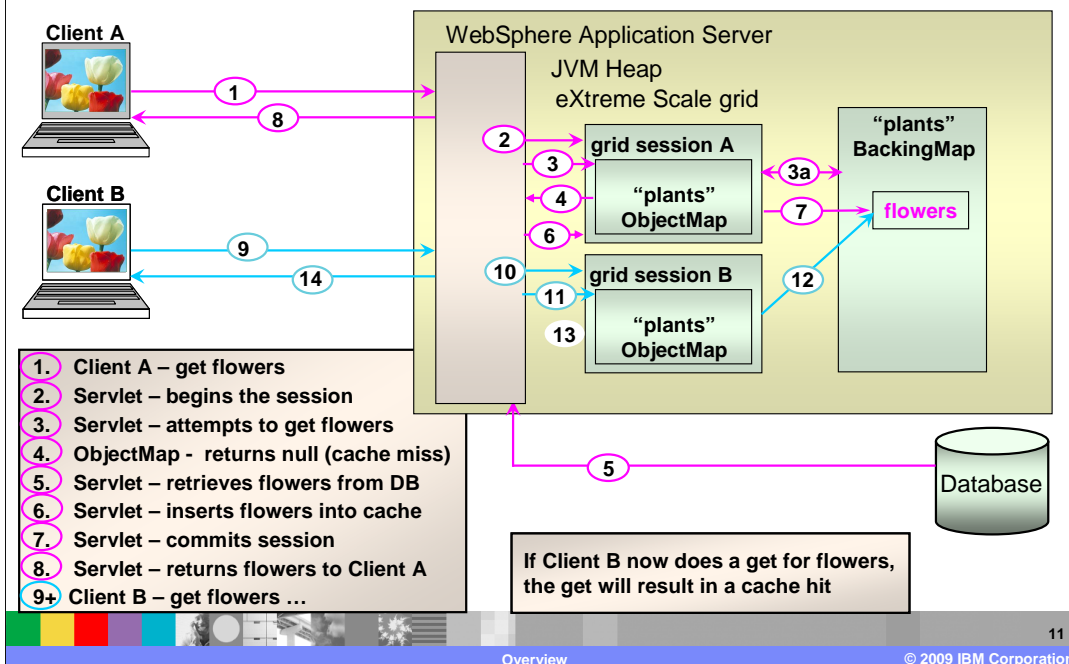 Client A
WebSphere Application Server
JVM Heap
eXtreme Scale grid
1
8
2
grid session A
3
"plants"
ObjectMap
4
6
3a
7
"plants"
BackingMap
flowers
Client B
9
14
10
grid session B
11
13
"plants"
ObjectMap
12
1. Client A – get flowers
2. Servlet – begins the session
3. Servlet – attempts to get flowers
4. ObjectMap - returns null (cache miss)
5. Servlet – retrieves flowers from DB
6. Servlet – inserts flowers into cache
7. Servlet – commits session
8. Servlet – returns flowers to Client A
9+ Client B – get flowers …
5
Database
If Client B now does a get for flowers,
the get will result in a cache hit
11
Overview
© 2009 IBM Corporation